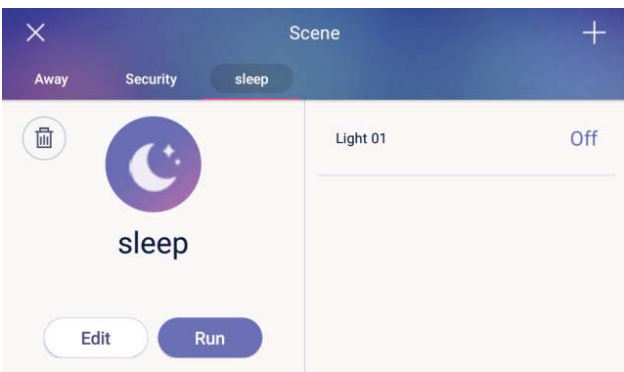 Scene
Away Security sleep
Light 01 Off
sleep
Edit Run